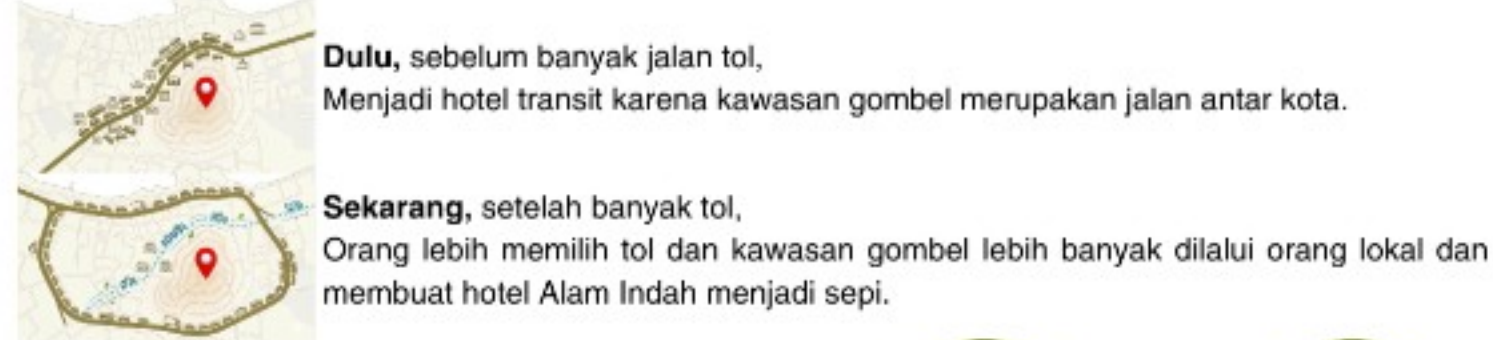 Dulu, sebelum banyak jalan tol,
Menjadi hotel transit karena kawasan gombel merupakan jalan antar kota.
Sekarang, setelah banyak tol,
Orang lebih memilih tol dan kawasan gombel lebih banyak dilalui orang lokal dan
membuat hotel Alam Indah menjadi sepi.